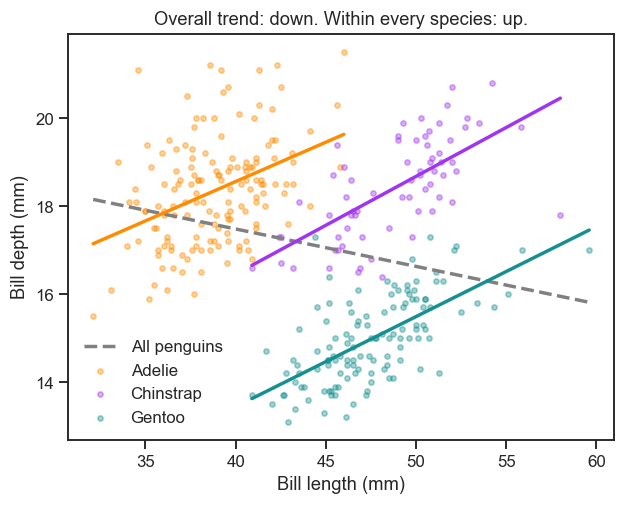 Overall trend: down. Within every species: up.
Bill depth (mm)
20
18
16
14
All penguins
Adelie
Chinstrap
Gentoo
35 40 45 50 55 60
Bill length (mm)